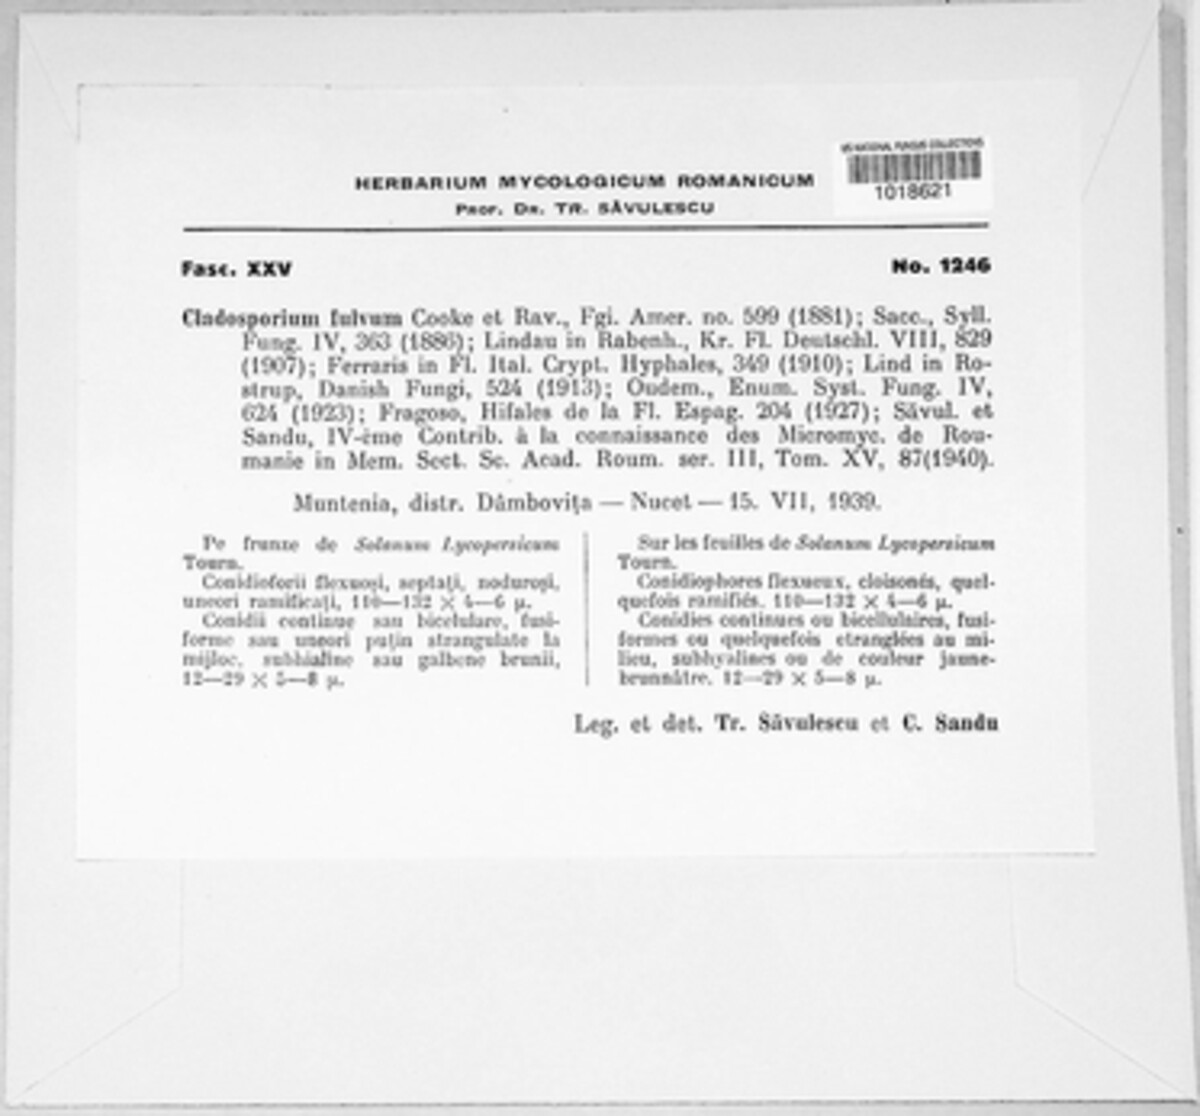 US NATIONAL FUNGUS COLLECTIONS
1018621
HERBARIUM MYCOLOGICUM ROMANICUM
PROF. DR. TR. SĂVULESCU
Fasc. XXV No. 1246
Cladosporium fulvum Cooke et Rav., Fgi. Amer. no. 599 (1881); Sacc., Syll.
Fung. IV, 363 (1886); Lindau in Rabenh., Kr. Fl. Deutschl. VIII, 829
(1907); Ferraris in Fl. Ital. Crypt. Hyphales, 349 (1910); Lind in Ro-
strup, Danish Fungi, 524 (1913); Oudem., Enum. Syst. Fung. IV,
624 (1923); Fragoso, Hifales de la Fl. Espag. 204 (1927); Săvul. et
Sandu, IV-ème Contrib. à la connaissance des Micromyc. de Rou-
manie in Mem. Sect. Sc. Acad. Roum. ser. III, Tom. XV, 87(1940).
Muntenia, distr. Dâmbovița — Nucet — 15. VII, 1939.
Pe frunze de Solanum Lycopersicum
Tourn.
Conidioforii flexuoși, septați, noduroși,
uneori ramificați, 110—132 × 4—6 µ.
Conidii continue sau bicelulare, fusi-
forme sau uneori puțin strangulate la
mijloc, subhialine sau galbene brunii,
12—29 × 5—8 µ.
Sur les feuilles de Solanum Lycopersicum
Tourn.
Conidiophores flexueux, cloisonés, quel-
quefois ramifiés, 110—132 × 4—6 µ.
Conidies continues ou bicellulaires, fusi-
formes ou quelquefois etranglées au mi-
lieu, subhyalines ou de couleur jaune-
brunnâtre, 12—29 × 5—8 µ.
Leg. et det. Tr. Săvulescu et C. Sandu